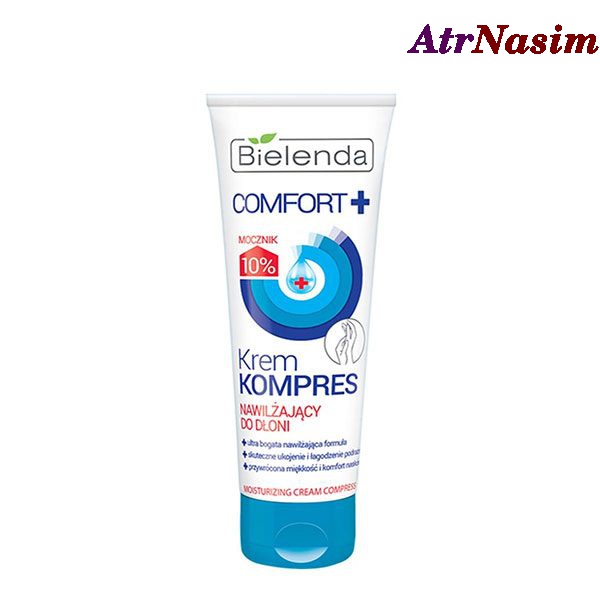 AtrNasim
Bielenda
COMFORT+
MOCZNIK
10%
Krem
KOMPRES
NAWILŻAJĄCY
DO DŁONI
+ ultra bogata nawilżająca formuła
+ skuteczne ukojenie i łagodzenie
+ przywrócona miękkość i komfort
MOISTURIZING CREAM COMPRESS